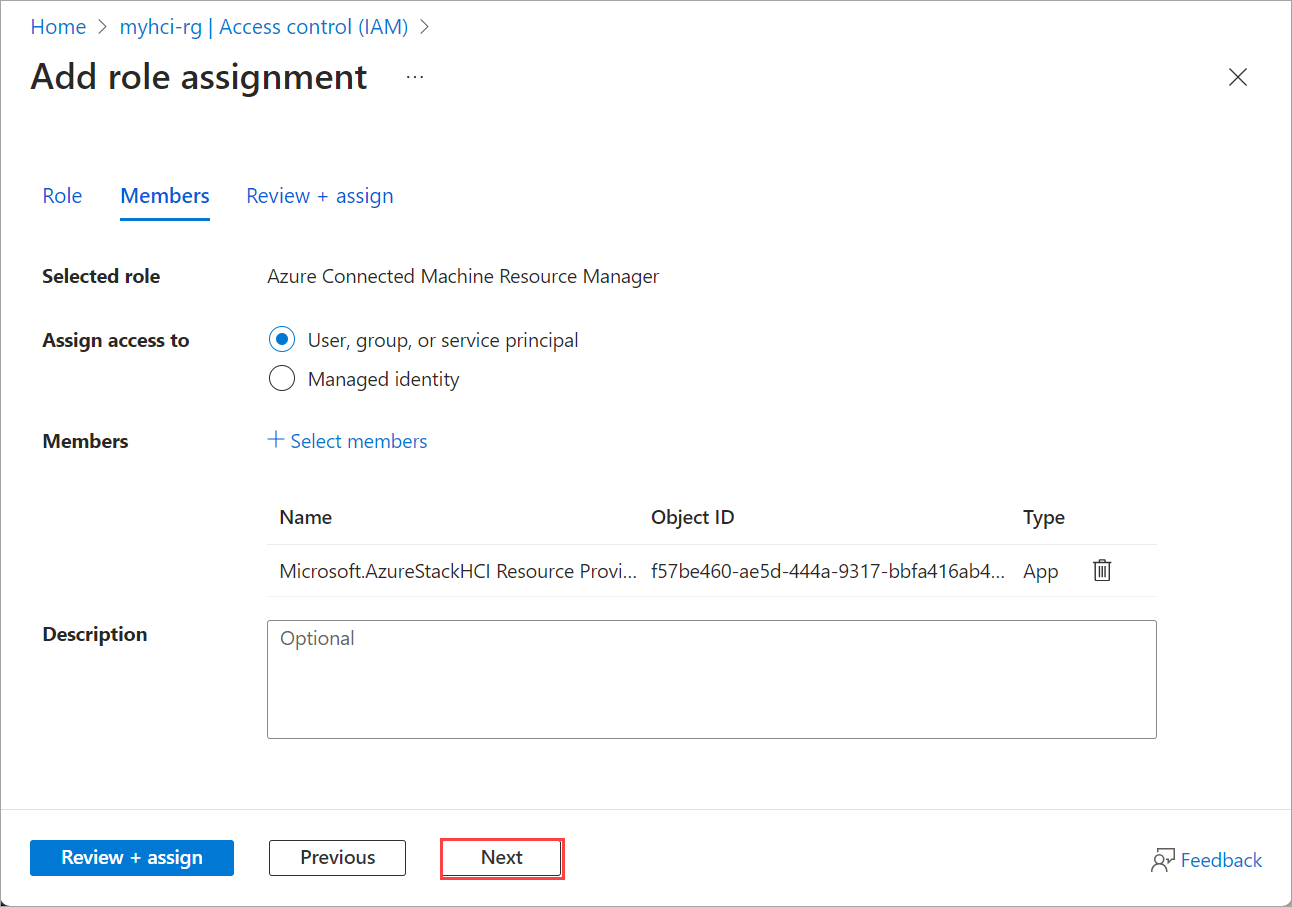 Home > myhci-rg | Access control (IAM) >
Add role assignment ...
Role Members Review + assign
Selected role Azure Connected Machine Resource Manager
Assign access to User, group, or service principal
Managed identity
Members + Select members
Name Object ID Type
Microsoft.AzureStackHCI Resource Provi... f57be460-ae5d-444a-9317-bbfa416ab4... App
Description Optional
Review + assign Previous Next Feedback